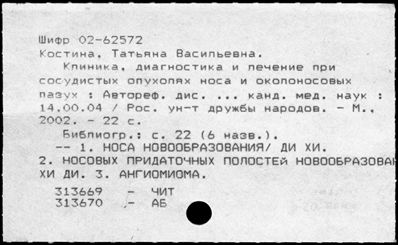 Шифр 02-62572
Костина, Татьяна Васильевна.
Клиника, диагностика и лечение при
сосудистых опухолях носа и околоносовых
пазух : Автореф. дис. ... канд. мед. наук :
14.00.04 / Рос. ун-т дружбы народов. - М.,
2002. - 22 с.
Библиогр.: с. 22 (6 назв.).
-- 1. НОСА НОВООБРАЗОВАНИЯ/ ДИ ХИ.
2. НОСОВЫХ ПРИДАТОЧНЫХ ПОЛОСТЕЙ НОВООБРАЗОВАН
ХИ ДИ. 3. АНГИОМИОМА.
313669 - ЧИТ
313670 - АБ